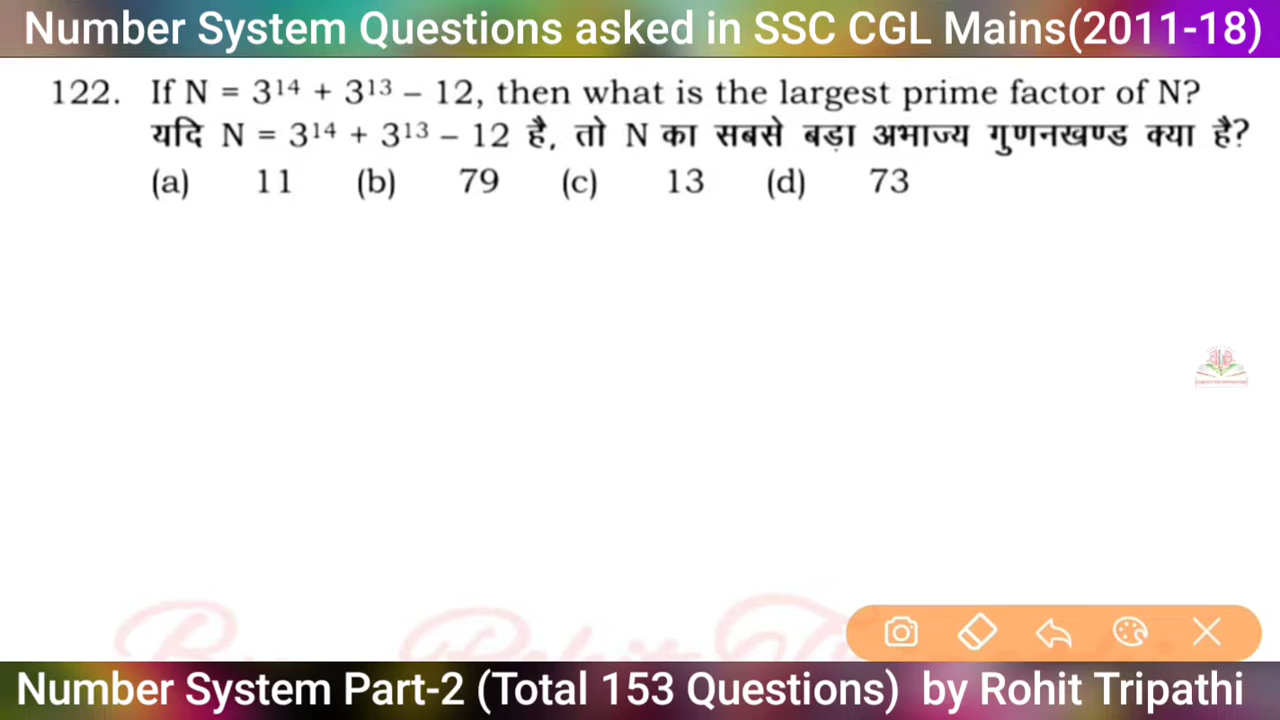 Number System Questions asked in SSC CGL Mains(2011-18)
122. If N = 3¹⁴ + 3¹³ – 12, then what is the largest prime factor of N?
यदि N = 3¹⁴ + 3¹³ – 12 है, तो N का सबसे बड़ा अभाज्य गुणनखण्ड क्या है?
(a) 11 (b) 79 (c) 13 (d) 73
Number System Part-2 (Total 153 Questions) by Rohit Tripathi